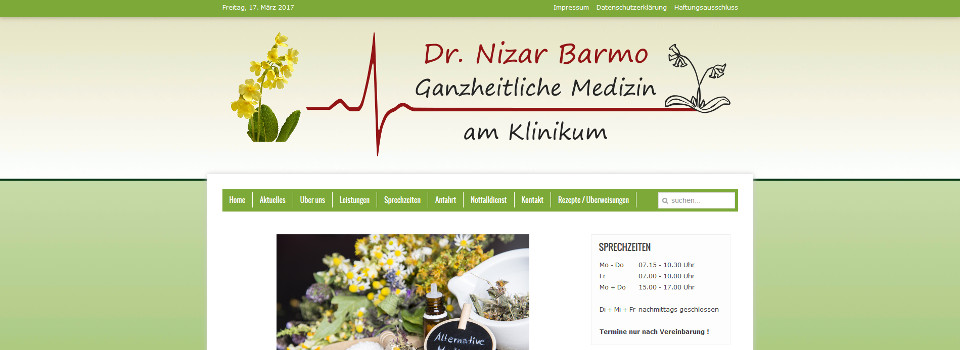 Freitag, 17. März 2017
Impressum Datenschutzerklärung Haftungsausschluss
Dr. Nizar Barmo
Ganzheitliche Medizin
am Klinikum
Home Aktuelles Über uns Leistungen Sprechzeiten Anfahrt Notfalldienst Kontakt Rezepte / Überweisungen suchen...
SPRECHZEITEN
Mo - Do 07.15 - 10.30 Uhr
Fr 07.00 - 10.00 Uhr
Mo + Do 15.00 - 17.00 Uhr
Di + Mi + Fr nachmittags geschlossen
Termine nur nach Vereinbarung !
Alternative